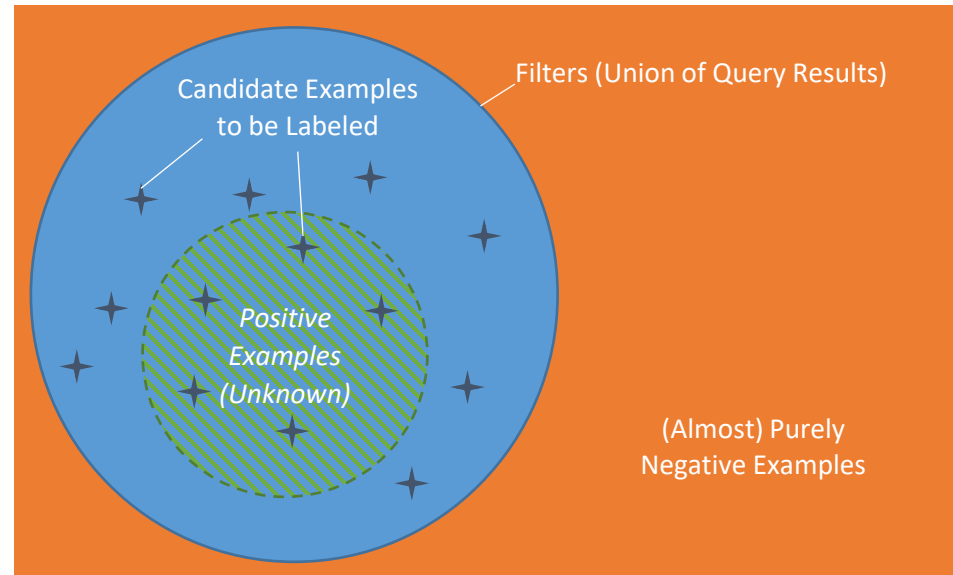 Filters (Union of Query Results)
Candidate Examples
to be Labeled
Positive
Examples
(Unknown)
(Almost) Purely
Negative Examples